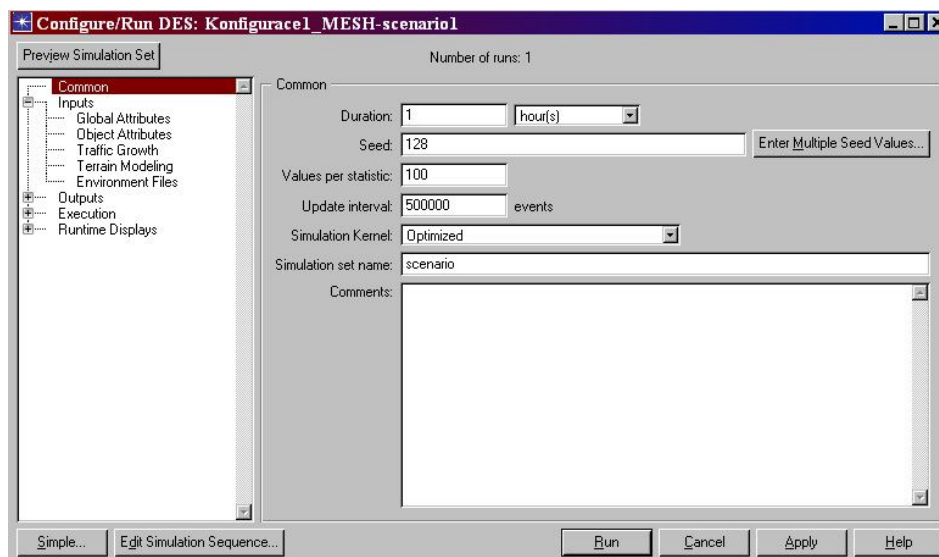 Configure/Run DES: Konfigurace1_MESH-scenario1
Preview Simulation Set
Number of runs: 1
Common
Inputs
Global Attributes
Object Attributes
Traffic Growth
Terrain Modeling
Environment Files
Outputs
Execution
Runtime Displays
Common
Duration: 1 hour(s)
Seed: 128 Enter Multiple Seed Values...
Values per statistic: 100
Update interval: 500000 events
Simulation Kernel: Optimized
Simulation set name: scenario
Comments:
Simple... Edit Simulation Sequence... Run Cancel Apply Help